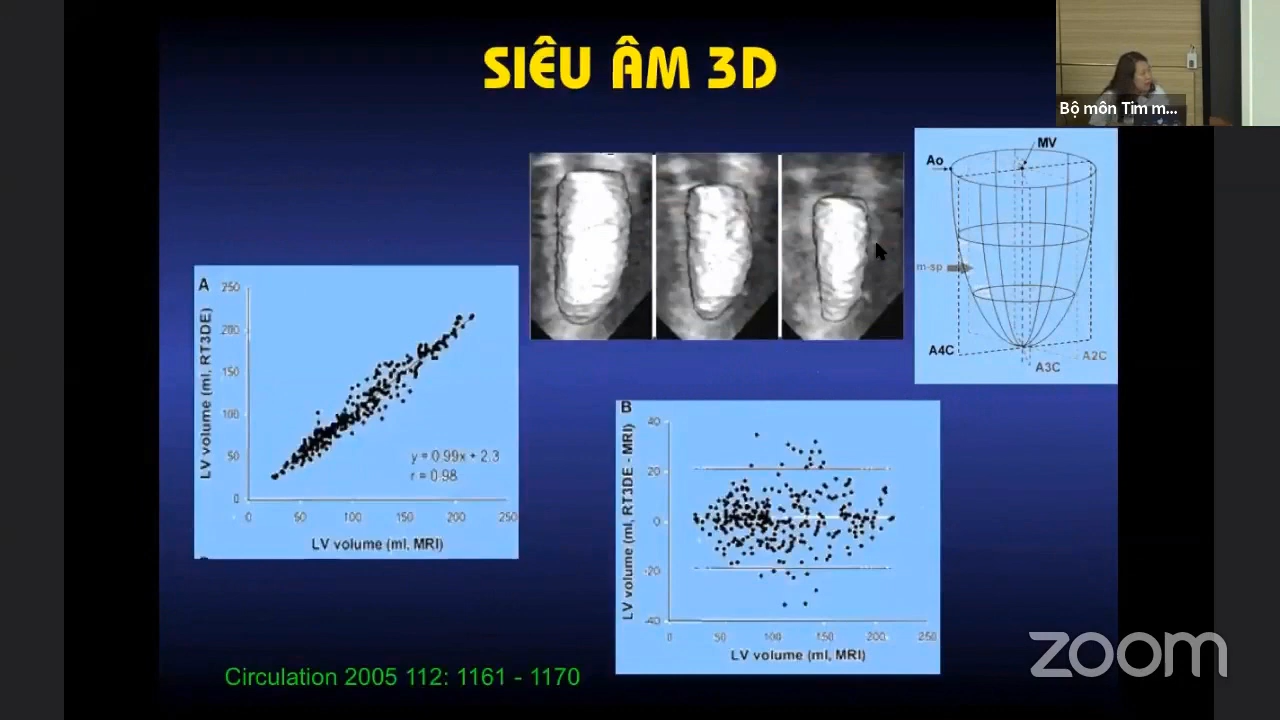 SIÊU ÂM 3D
Bộ môn Tim m...
MV
Ao
m-sp
A4C
A2C
A3C
A
LV volume (ml, RT3DE)
250
200
150
100
50
0
y = 0.99x + 2.3
r = 0.98
0 50 100 150 200 250
LV volume (ml, MRI)
B
LV volume (ml, RT3DE - MRI)
40
20
0
-20
-40
0 50 100 150 200 250
LV volume (ml, MRI)
Circulation 2005 112: 1161 - 1170
zoom